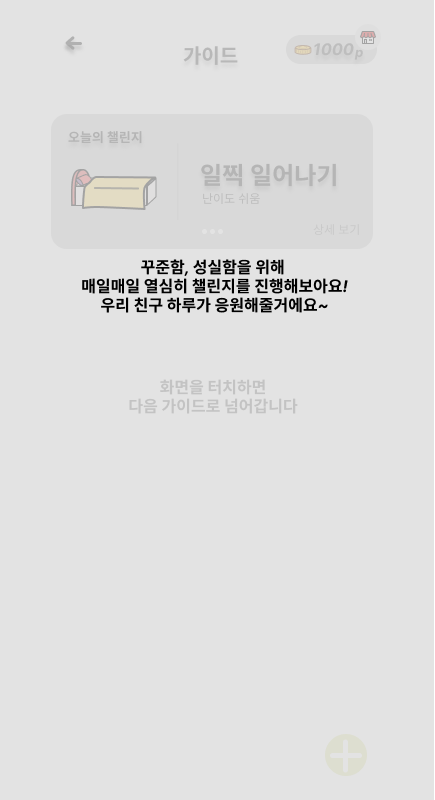 가이드
1000p
오늘의 챌린지
일찍 일어나기
난이도 쉬움
상세 보기
꾸준함, 성실함을 위해
매일매일 열심히 챌린지를 진행해보아요!
우리 친구 하루가 응원해줄거에요~
화면을 터치하면
다음 가이드로 넘어갑니다